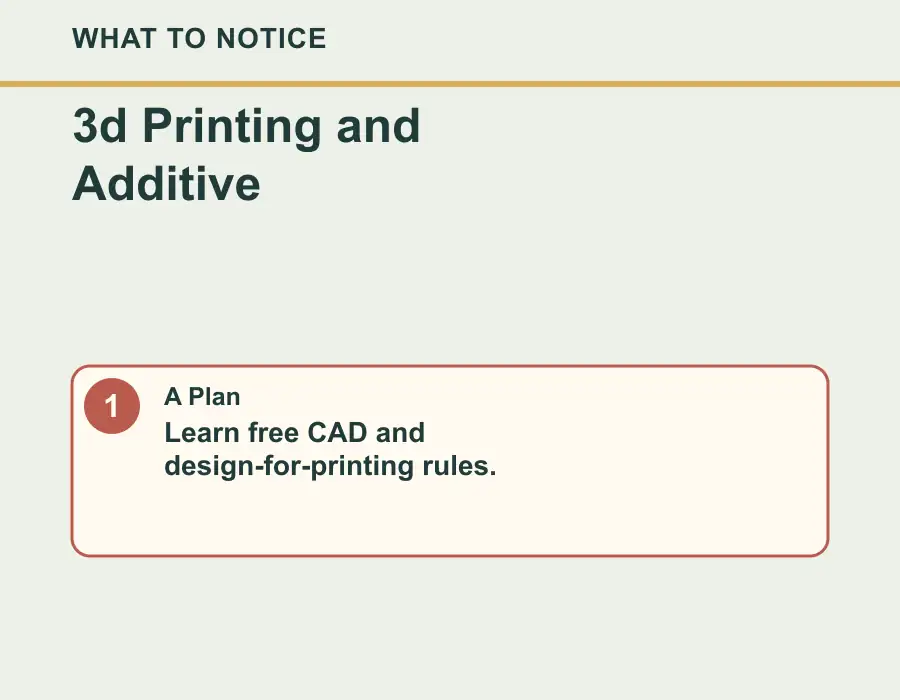 WHAT TO NOTICE
3d Printing and
Additive
1
A Plan
Learn free CAD and
design-for-printing rules.